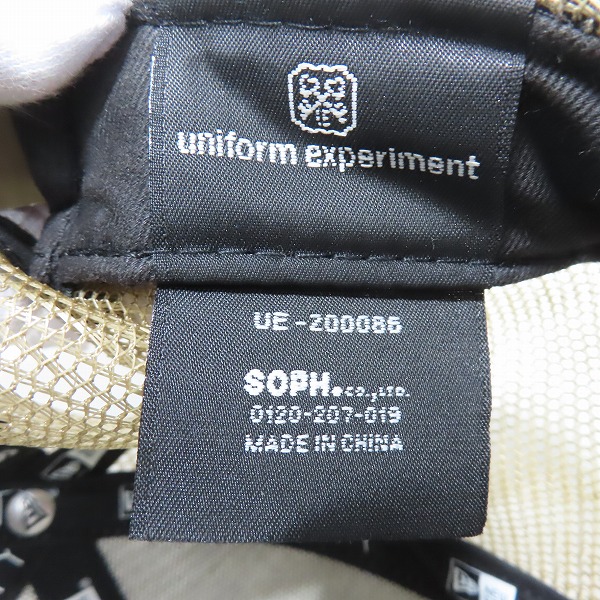 uniform experiment
UE-200086
SOPH.co.,Ltd.
0120-207-019
MADE IN CHINA